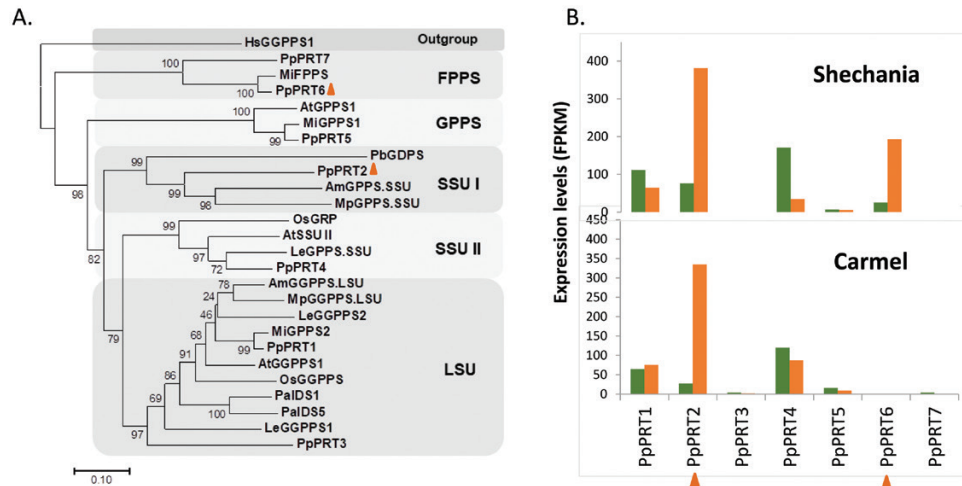 A.
HsGGPPS1
Outgroup
PpPRT7
100
MiFPPS
FPPS
100
PpPRT6
AtGPPS1
100
MiGPPS1
GPPS
PpPRT5
99
PbGDPS
99
PpPRT2
SSU I
99
AmGPPS.SSU
98
MpGPPS.SSU
98
OsGRP
99
AtSSU II
SSU II
82
97
LeGPPS.SSU
72
PpPRT4
AmGGPPS.LSU
78
24
MpGGPPS.LSU
46
LeGGPPS2
79
MiGGPS2
68
PpPRT1
99
91
AtGGPPS1
LSU
86
OsGGPPS
69
PaIDS1
100
PaIDS5
LeGGPPS1
97
PpPRT3
0.10
B.
Expression levels (FPKM)
400
300
200
100
Shechania
450
400
350
300
250
200
150
100
50
0
Carmel
PpPRT1
PpPRT2
PpPRT3
PpPRT4
PpPRT5
PpPRT6
PpPRT7